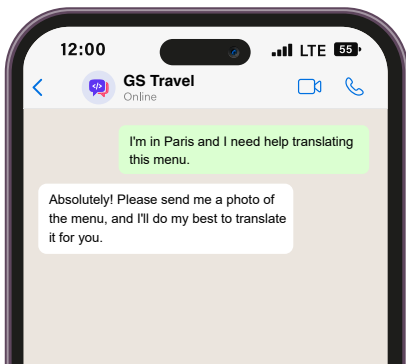 12:00 LTE 55
GS Travel
Online
I'm in Paris and I need help translating
this menu.
Absolutely! Please send me a photo of
the menu, and I'll do my best to translate
it for you.